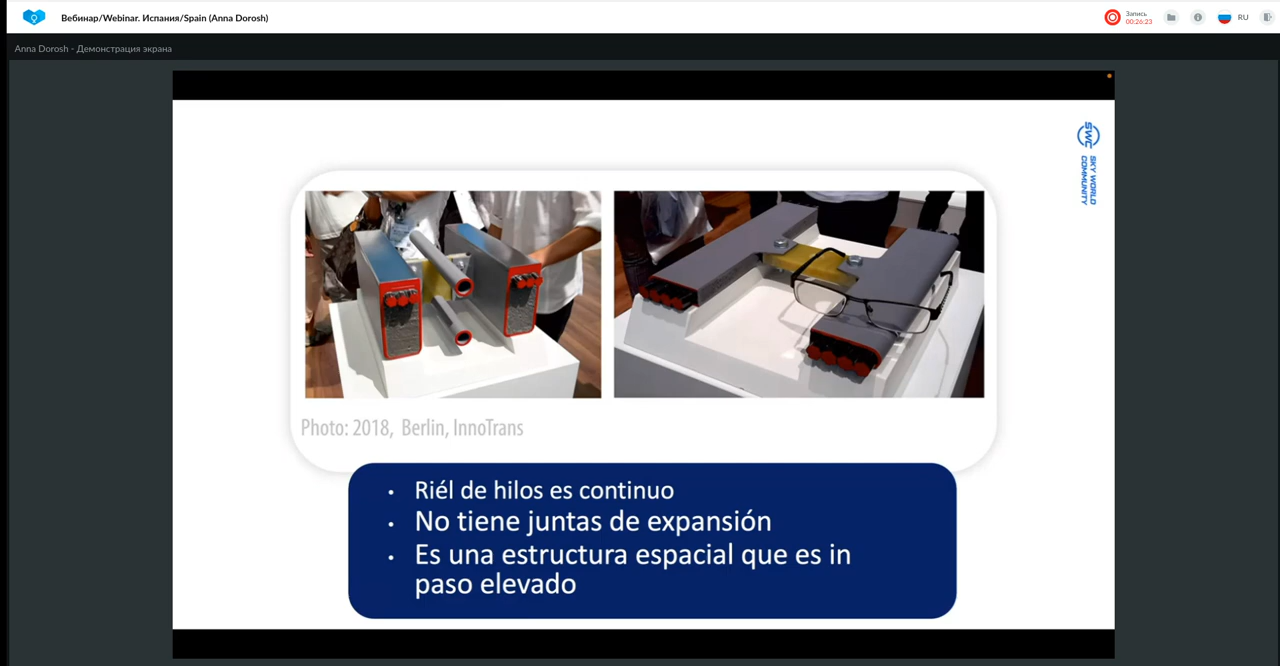 Вебинар/Webinar. Испания/Spain (Anna Dorosh)
Запись
00:26:23
RU
Anna Dorosh - Демонстрация экрана
SWC
SKY WORLD
COMMUNITY
Photo: 2018, Berlin, InnoTrans
• Riél de hilos es continuo
• No tiene juntas de expansión
• Es una estructura espacial que es in
paso elevado